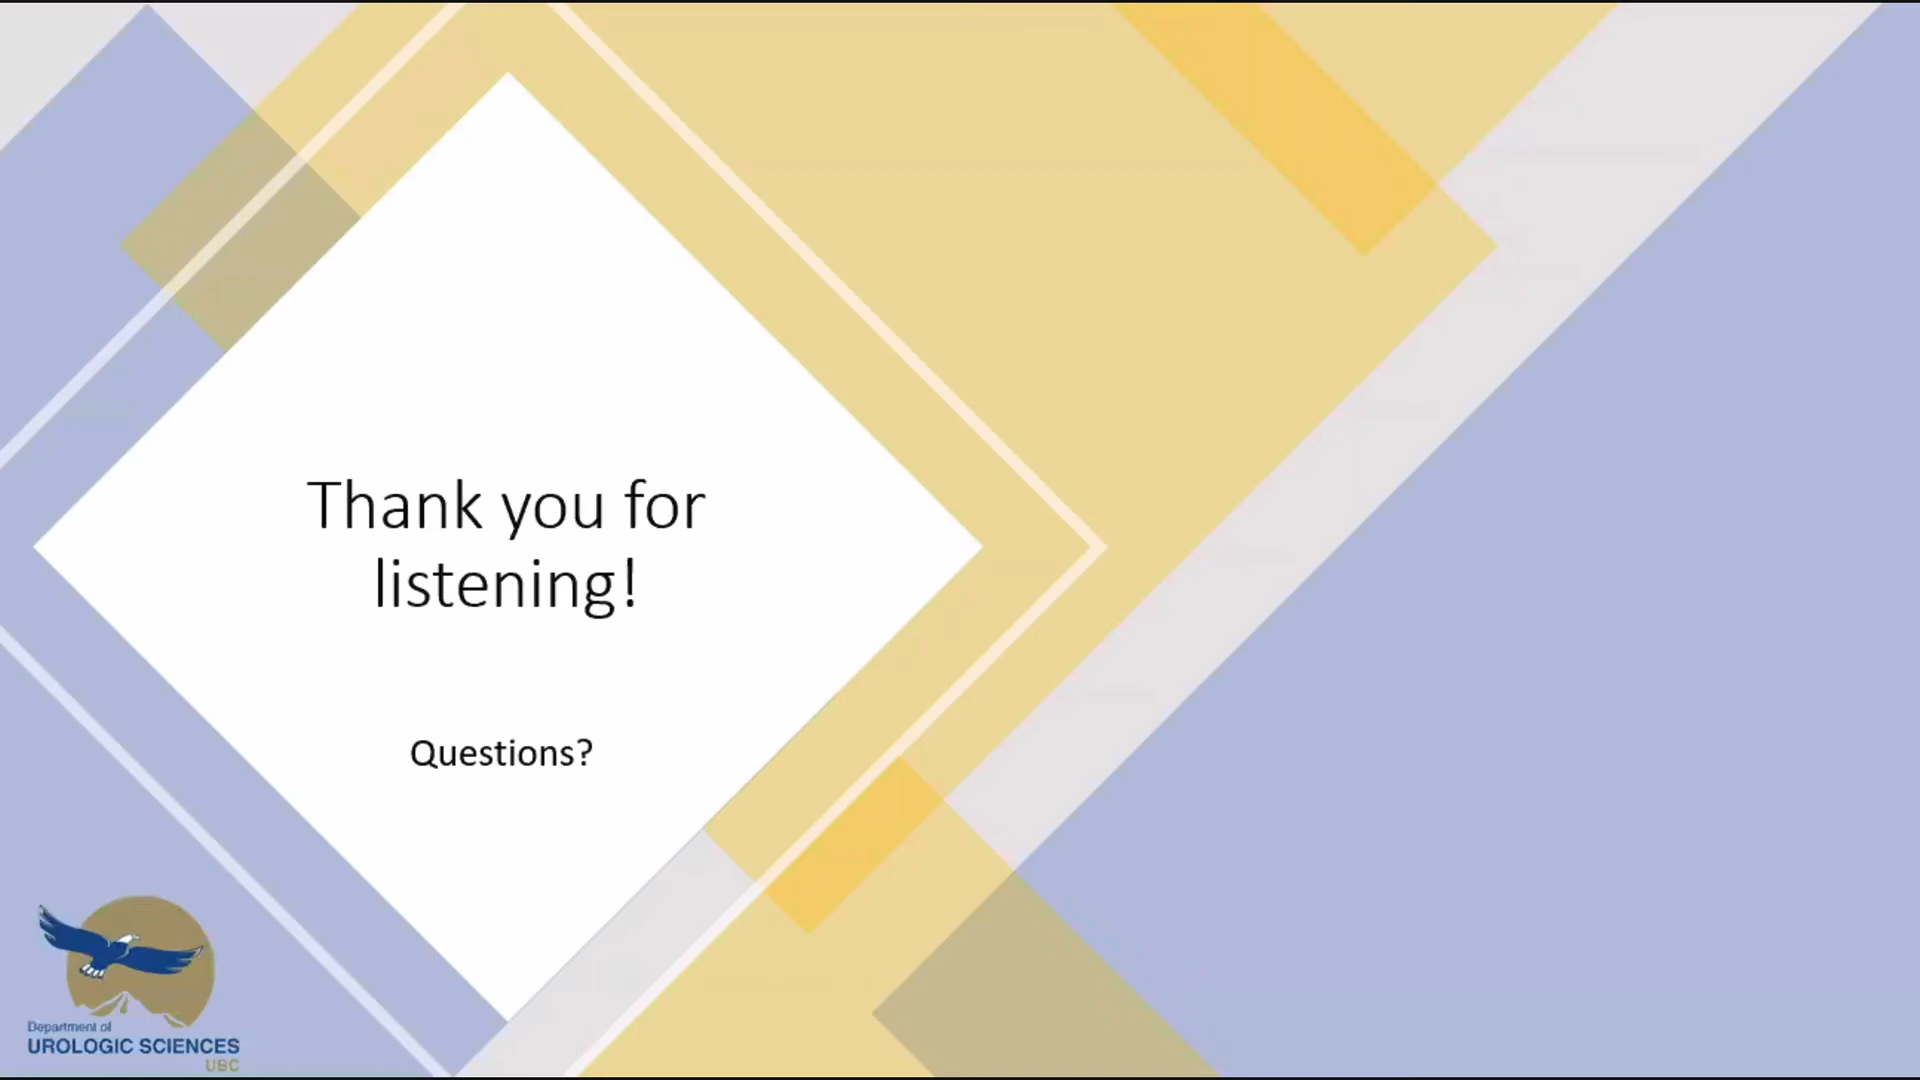 Thank you for
listening!
Questions?
Department of
UROLOGIC SCIENCES
UBC